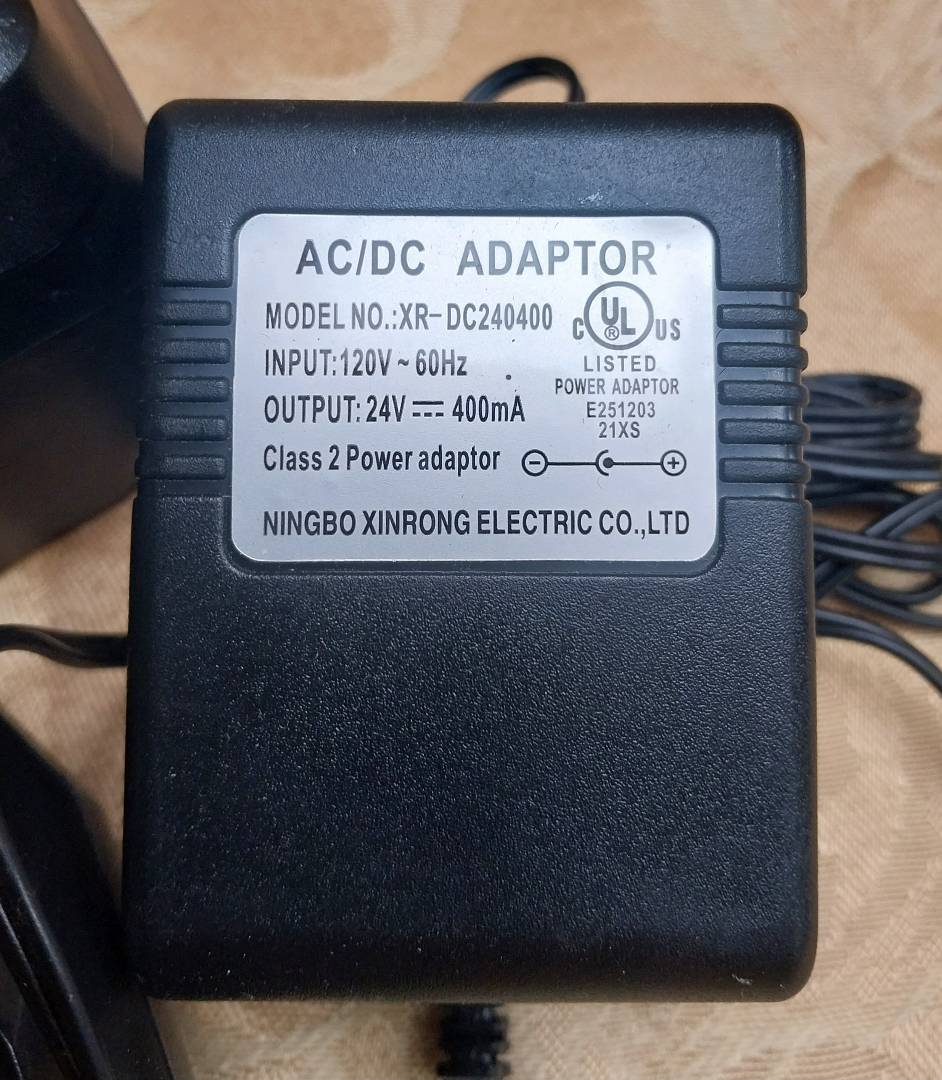 AC/DC ADAPTOR
MODEL NO.:XR-DC240400
C UL ® US
INPUT:120V ~ 60Hz
LISTED
POWER ADAPTOR
OUTPUT: 24V ⎓ 400mA
E251203
21XS
Class 2 Power adaptor
NINGBO XINRONG ELECTRIC CO.,LTD